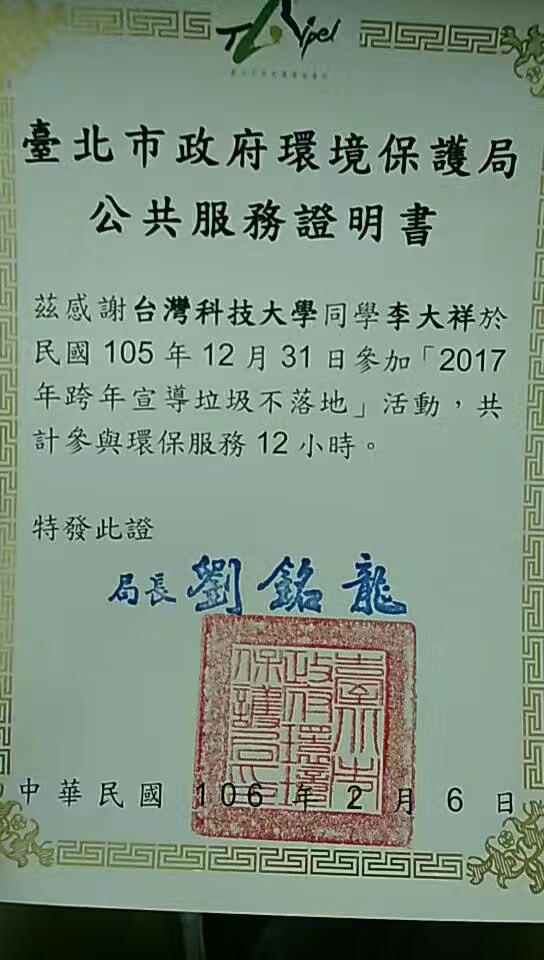 Taipei
臺北市政府環境保護局
公共服務證明書
茲感謝台灣科技大學同學李大祥於
民國 105 年 12 月 31 日參加「2017
年跨年宣導垃圾不落地」活動，共
計參與環保服務 12 小時。
特發此證
局長 劉銘龍
臺北市政府環境保護局印
中華民國 106 年 2 月 6 日